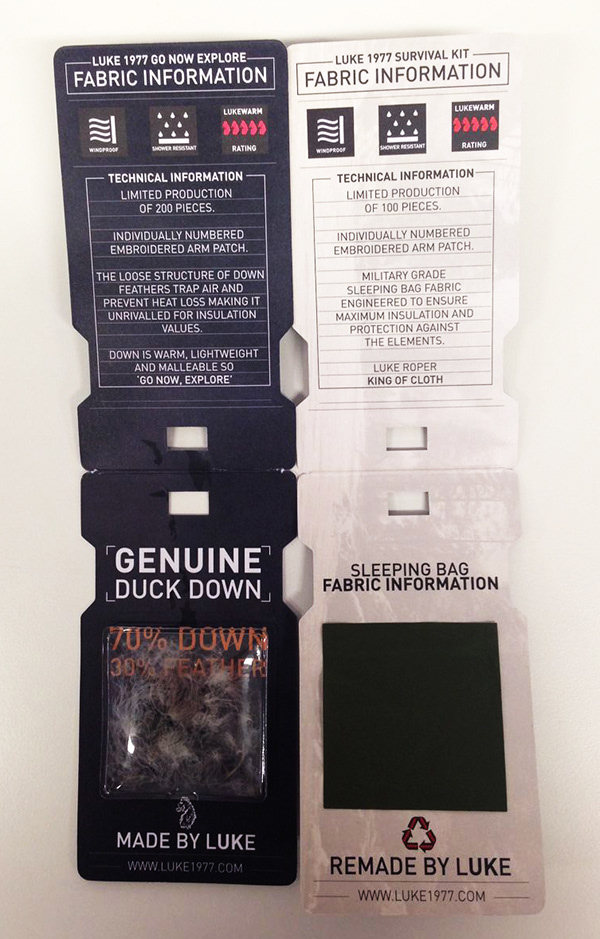 LUKE 1977 GO NOW EXPLORE
FABRIC INFORMATION
WINDPROOF
SHOWER RESISTANT
LUKEWARM
RATING
TECHNICAL INFORMATION
LIMITED PRODUCTION
OF 200 PIECES.
INDIVIDUALLY NUMBERED
EMBROIDERED ARM PATCH.
THE LOOSE STRUCTURE OF DOWN
FEATHERS TRAP AIR AND
PREVENT HEAT LOSS MAKING IT
UNRIVALLED FOR INSULATION
VALUES.
DOWN IS WARM, LIGHTWEIGHT
AND MALLEABLE SO
'GO NOW, EXPLORE'
GENUINE
DUCK DOWN
70% DOWN
30% FEATHER
MADE BY LUKE
WWW.LUKE1977.COM
LUKE 1977 SURVIVAL KIT
FABRIC INFORMATION
WINDPROOF
SHOWER RESISTANT
LUKEWARM
RATING
TECHNICAL INFORMATION
LIMITED PRODUCTION
OF 100 PIECES.
INDIVIDUALLY NUMBERED
EMBROIDERED ARM PATCH.
MILITARY GRADE
SLEEPING BAG FABRIC
ENGINEERED TO ENSURE
MAXIMUM INSULATION AND
PROTECTION AGAINST
THE ELEMENTS.
LUKE ROPER
KING OF CLOTH
SLEEPING BAG
FABRIC INFORMATION
REMADE BY LUKE
WWW.LUKE1977.COM